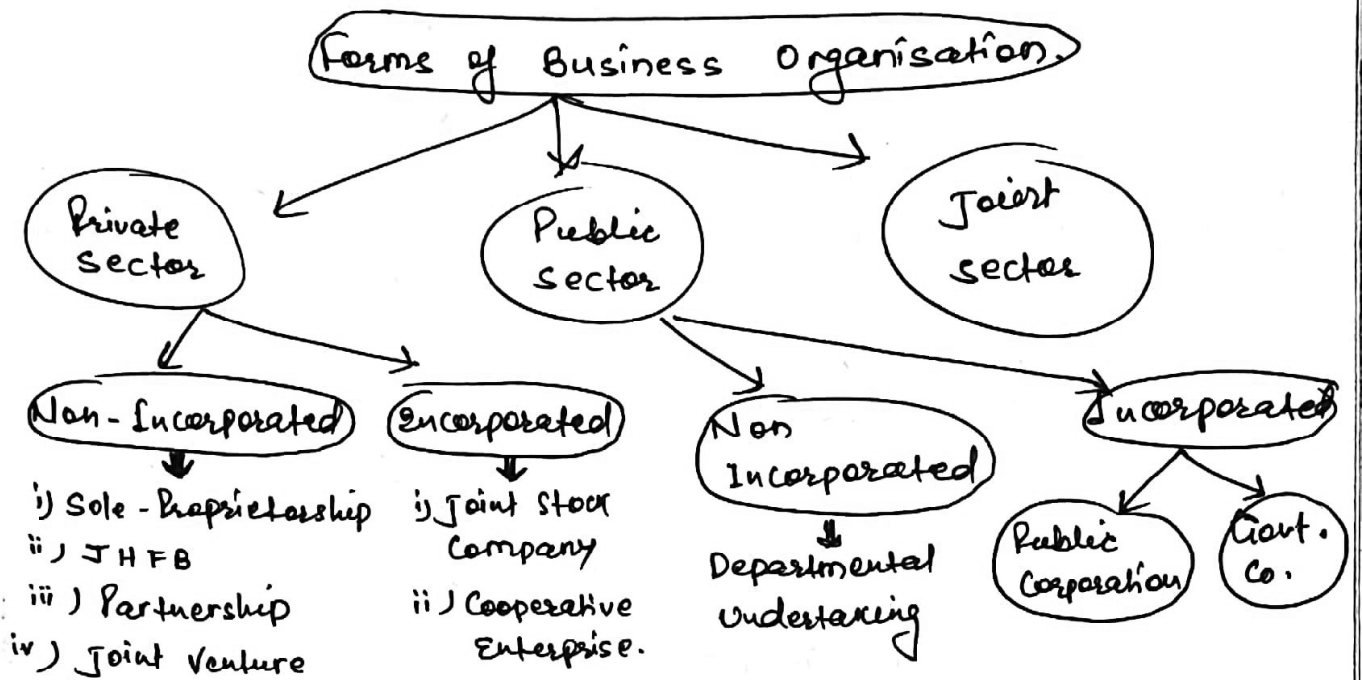 Forms of Business Organisation.
Private
sector
Public
sector
Joint
sector
Non-Incorporated
Incorporated
Non
Incorporated
Incorporated
i) Sole-Proprietorship
ii) JHFB
iii) Partnership
iv) Joint Venture
i) Joint Stock
Company
ii) Cooperative
Enterprise.
Departmental
Undertaking
Public
Corporation
Govt.
Co.